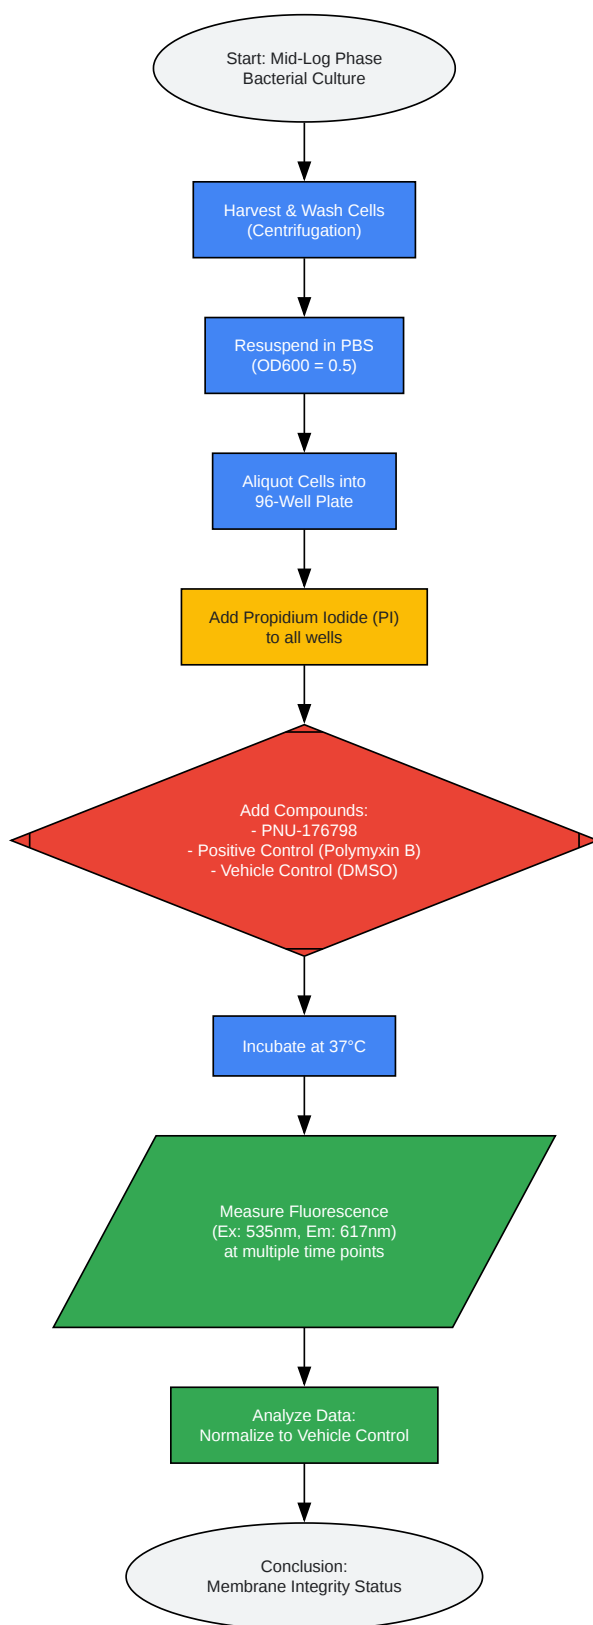 Start: Mid-Log Phase
Bacterial Culture
Harvest & Wash Cells
(Centrifugation)
Resuspend in PBS
(OD600 = 0.5)
Aliquot Cells into
96-Well Plate
Add Propidium Iodide (PI)
to all wells
Add Compounds:
- PNU-176798
- Positive Control (Polymyxin B)
- Vehicle Control (DMSO)
Incubate at 37°C
Measure Fluorescence
(Ex: 535nm, Em: 617nm)
at multiple time points
Analyze Data:
Normalize to Vehicle Control
Conclusion:
Membrane Integrity Status